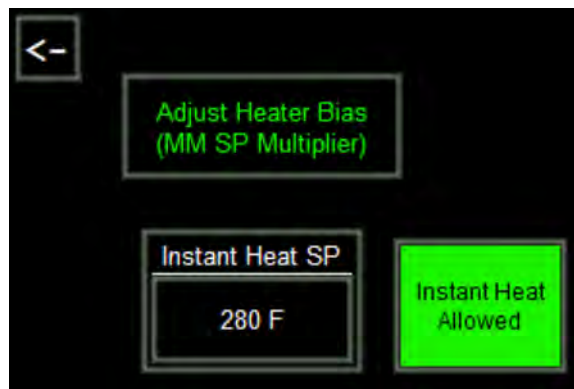 <-
Adjust Heater Bias
(MM SP Multiplier)
Instant Heat SP
280 F
Instant Heat
Allowed